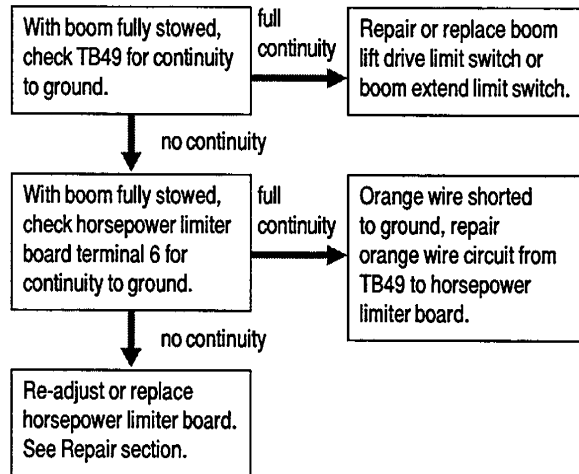 With boom fully stowed,
check TB49 for continuity
to ground.
full
continuity
Repair or replace boom
lift drive limit switch or
boom extend limit switch.
no continuity
With boom fully stowed,
check horsepower limiter
board terminal 6 for
continuity to ground.
full
continuity
Orange wire shorted
to ground, repair
orange wire circuit from
TB49 to horsepower
limiter board.
no continuity
Re-adjust or replace
horsepower limiter board.
See Repair section.